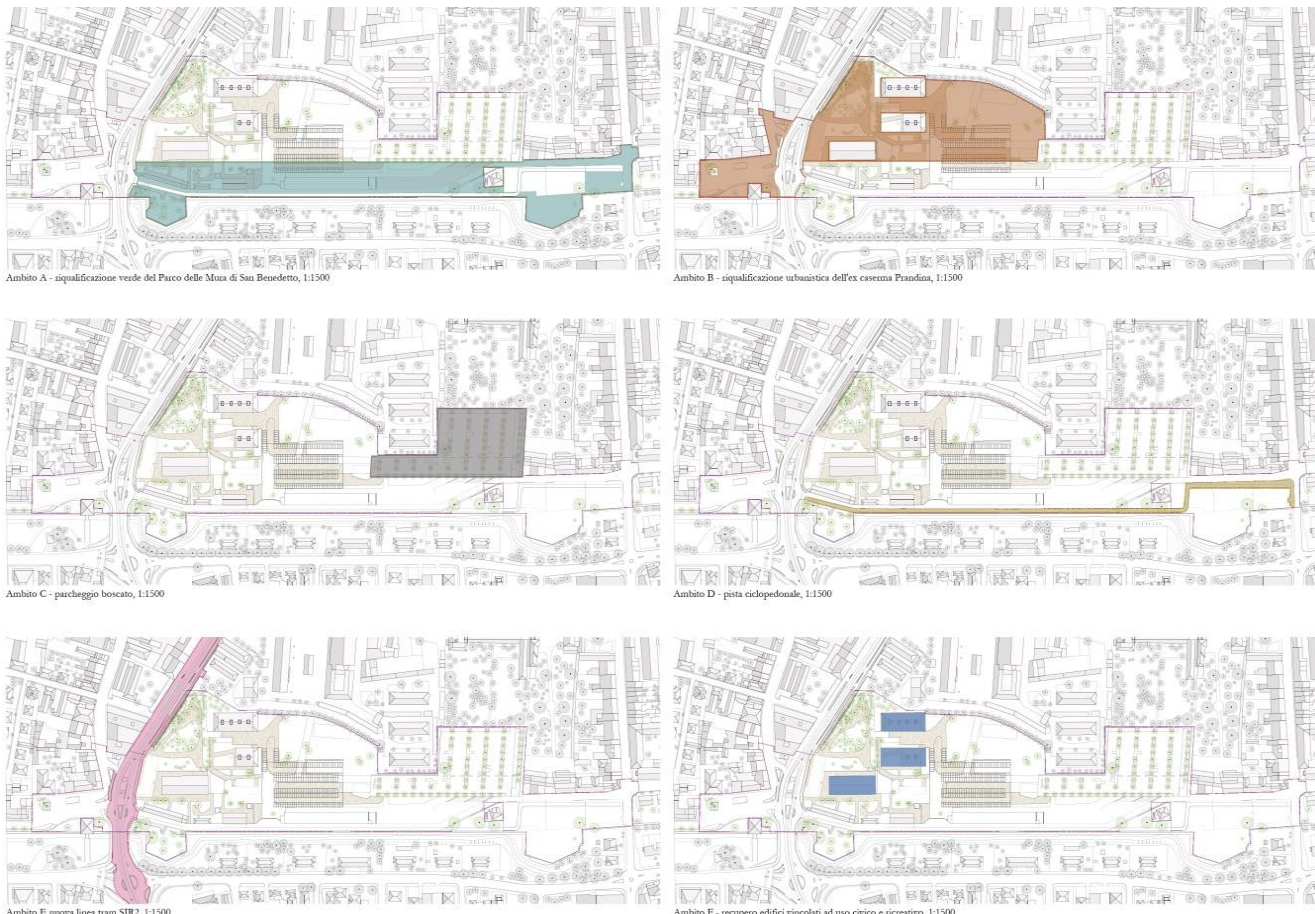 Ambito A - riqualificazione verde del Parco delle Mura di San Benedetto, 1:1500
Ambito B - riqualificazione urbanistica dell'ex caserma Prandina, 1:1500
Ambito C - parcheggio boscato, 1:1500
Ambito D - pista ciclopedonale, 1:1500
Ambito E nuova linea tram SIR2, 1:1500
Ambito F - recupero edifici vincolati ad uso civico e ricreativo, 1:1500